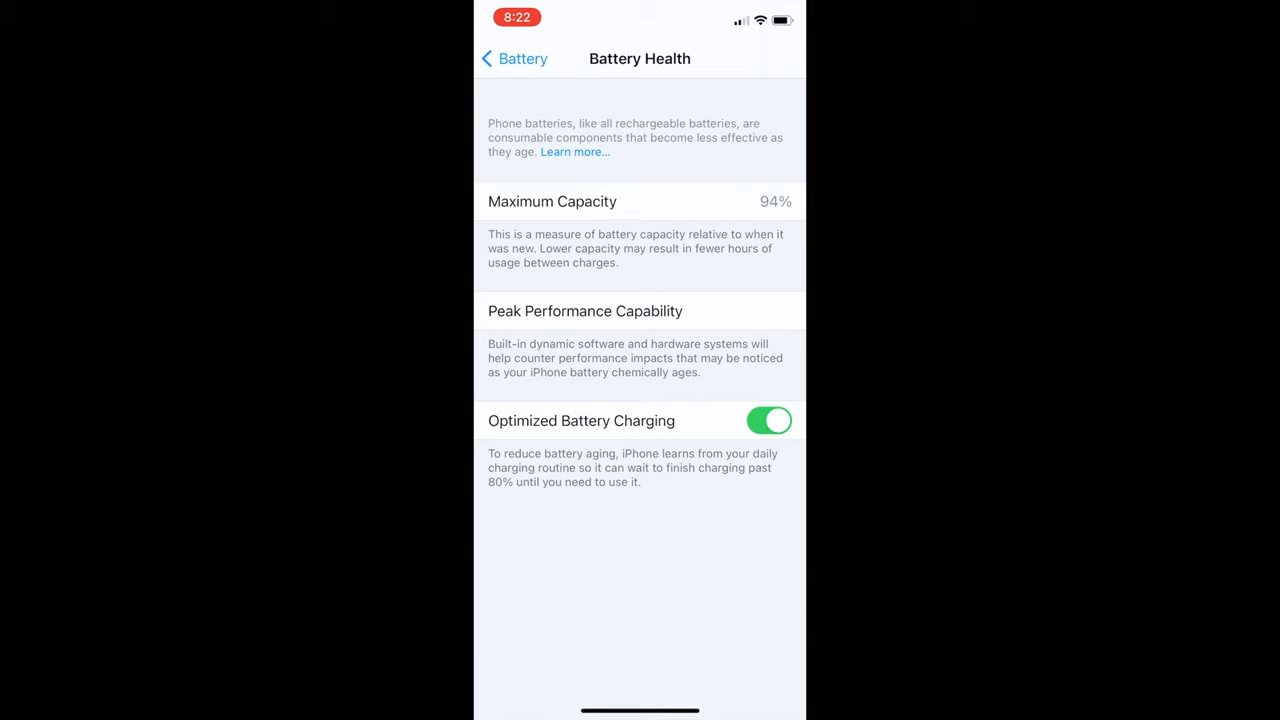 8:22
Battery
Battery Health
Phone batteries, like all rechargeable batteries, are
consumable components that become less effective as
they age. Learn more...
Maximum Capacity 94%
This is a measure of battery capacity relative to when it
was new. Lower capacity may result in fewer hours of
usage between charges.
Peak Performance Capability
Built-in dynamic software and hardware systems will
help counter performance impacts that may be noticed
as your iPhone battery chemically ages.
Optimized Battery Charging
To reduce battery aging, iPhone learns from your daily
charging routine so it can wait to finish charging past
80% until you need to use it.